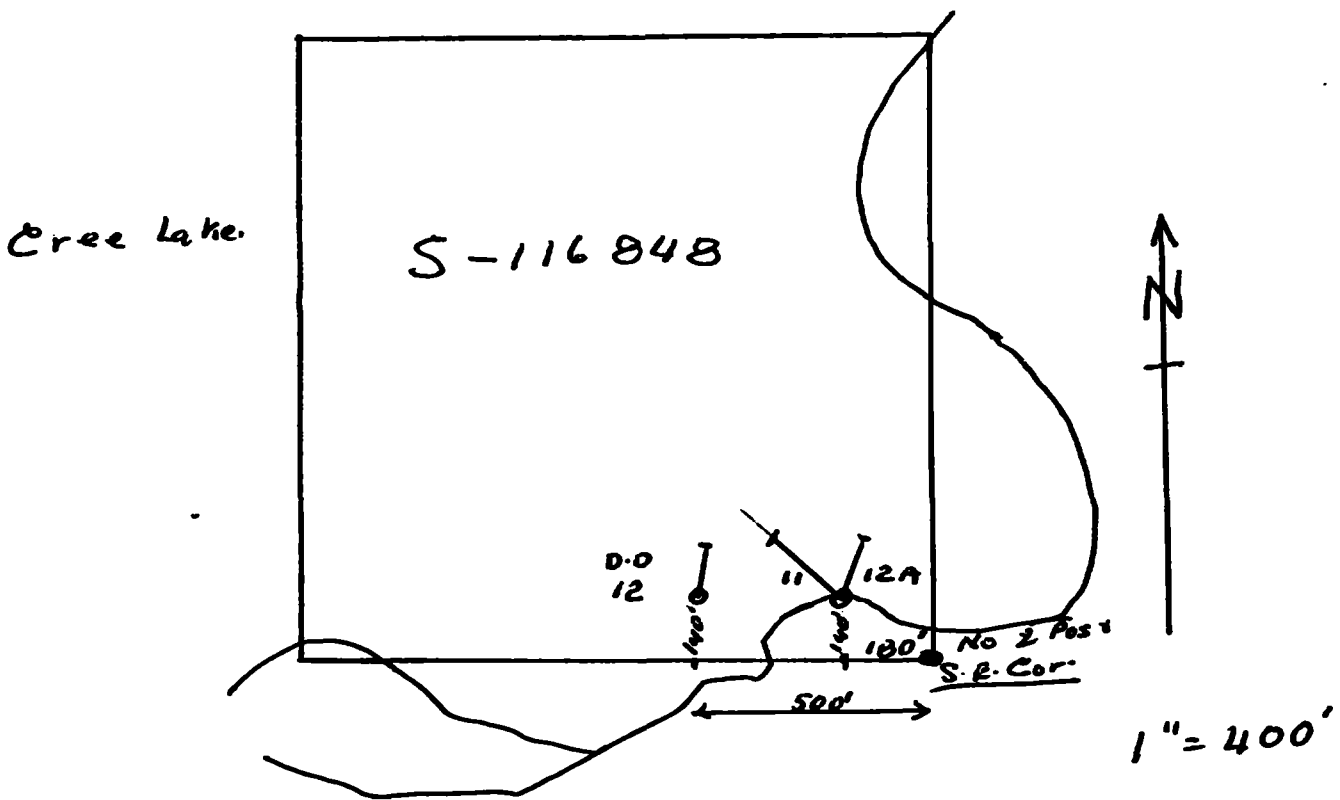 Cree Lake.
S-116848
N
D.D
12
11
12A
140'
140'
180'
No 2 Post
S.E. Cor.
500'
1" = 400'